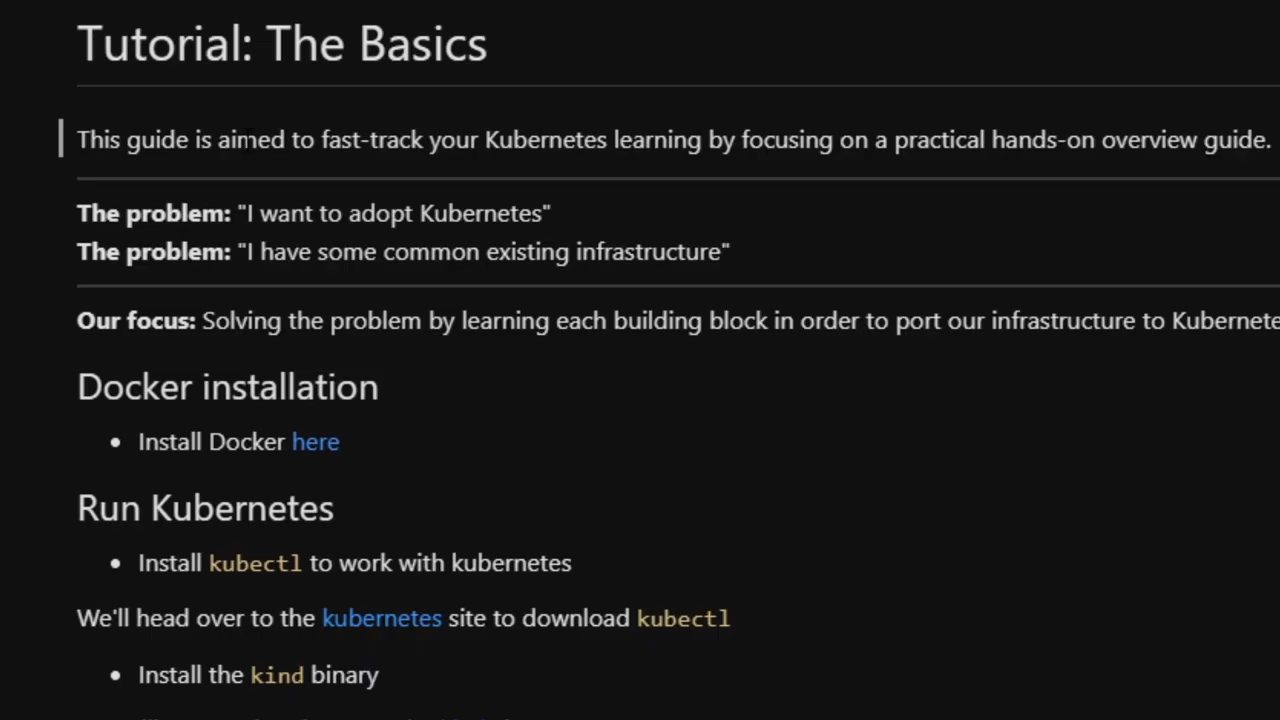 Tutorial: The Basics
This guide is aimed to fast-track your Kubernetes learning by focusing on a practical hands-on overview guide.
The problem: "I want to adopt Kubernetes"
The problem: "I have some common existing infrastructure"
Our focus: Solving the problem by learning each building block in order to port our infrastructure to Kubernete
Docker installation
• Install Docker here
Run Kubernetes
• Install kubectl to work with kubernetes
We'll head over to the kubernetes site to download kubectl
• Install the kind binary